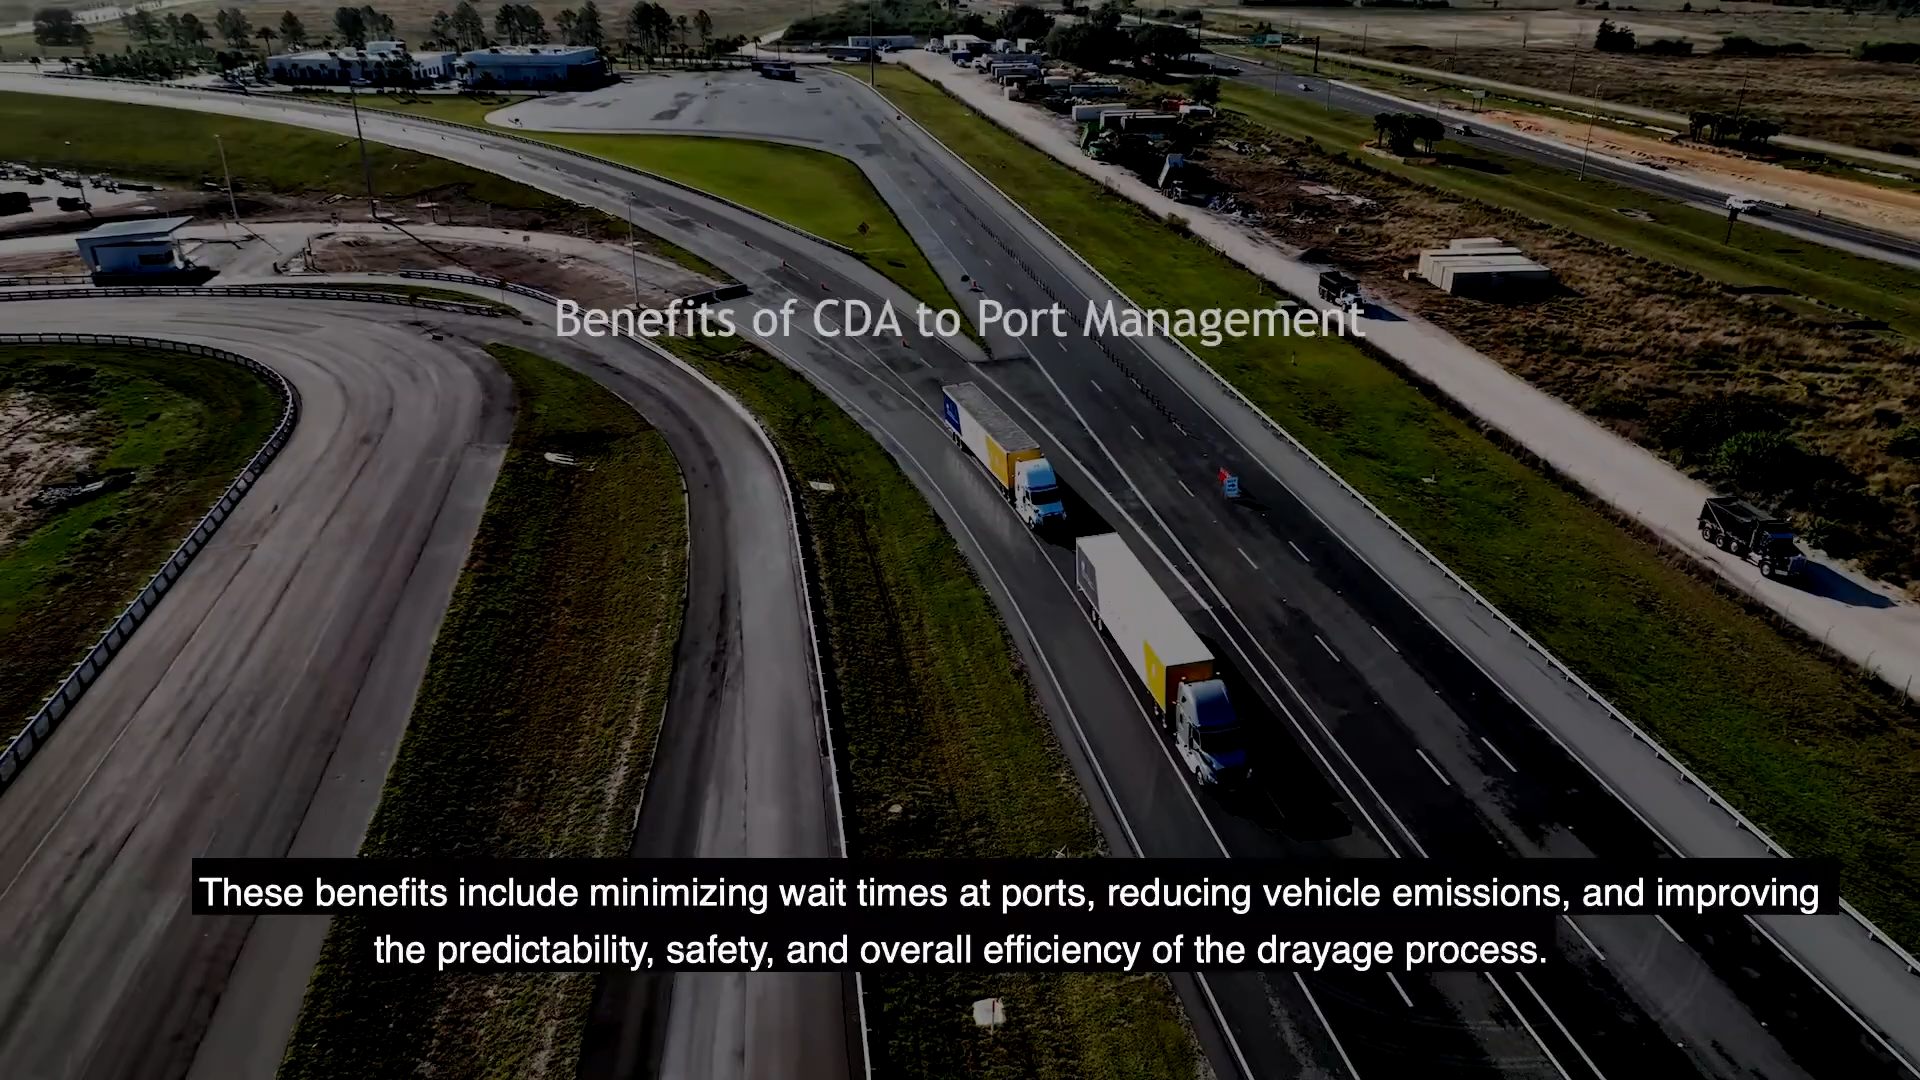 Benefits of CDA to Port Management
These benefits include minimizing wait times at ports, reducing vehicle emissions, and improving
the predictability, safety, and overall efficiency of the drayage process.